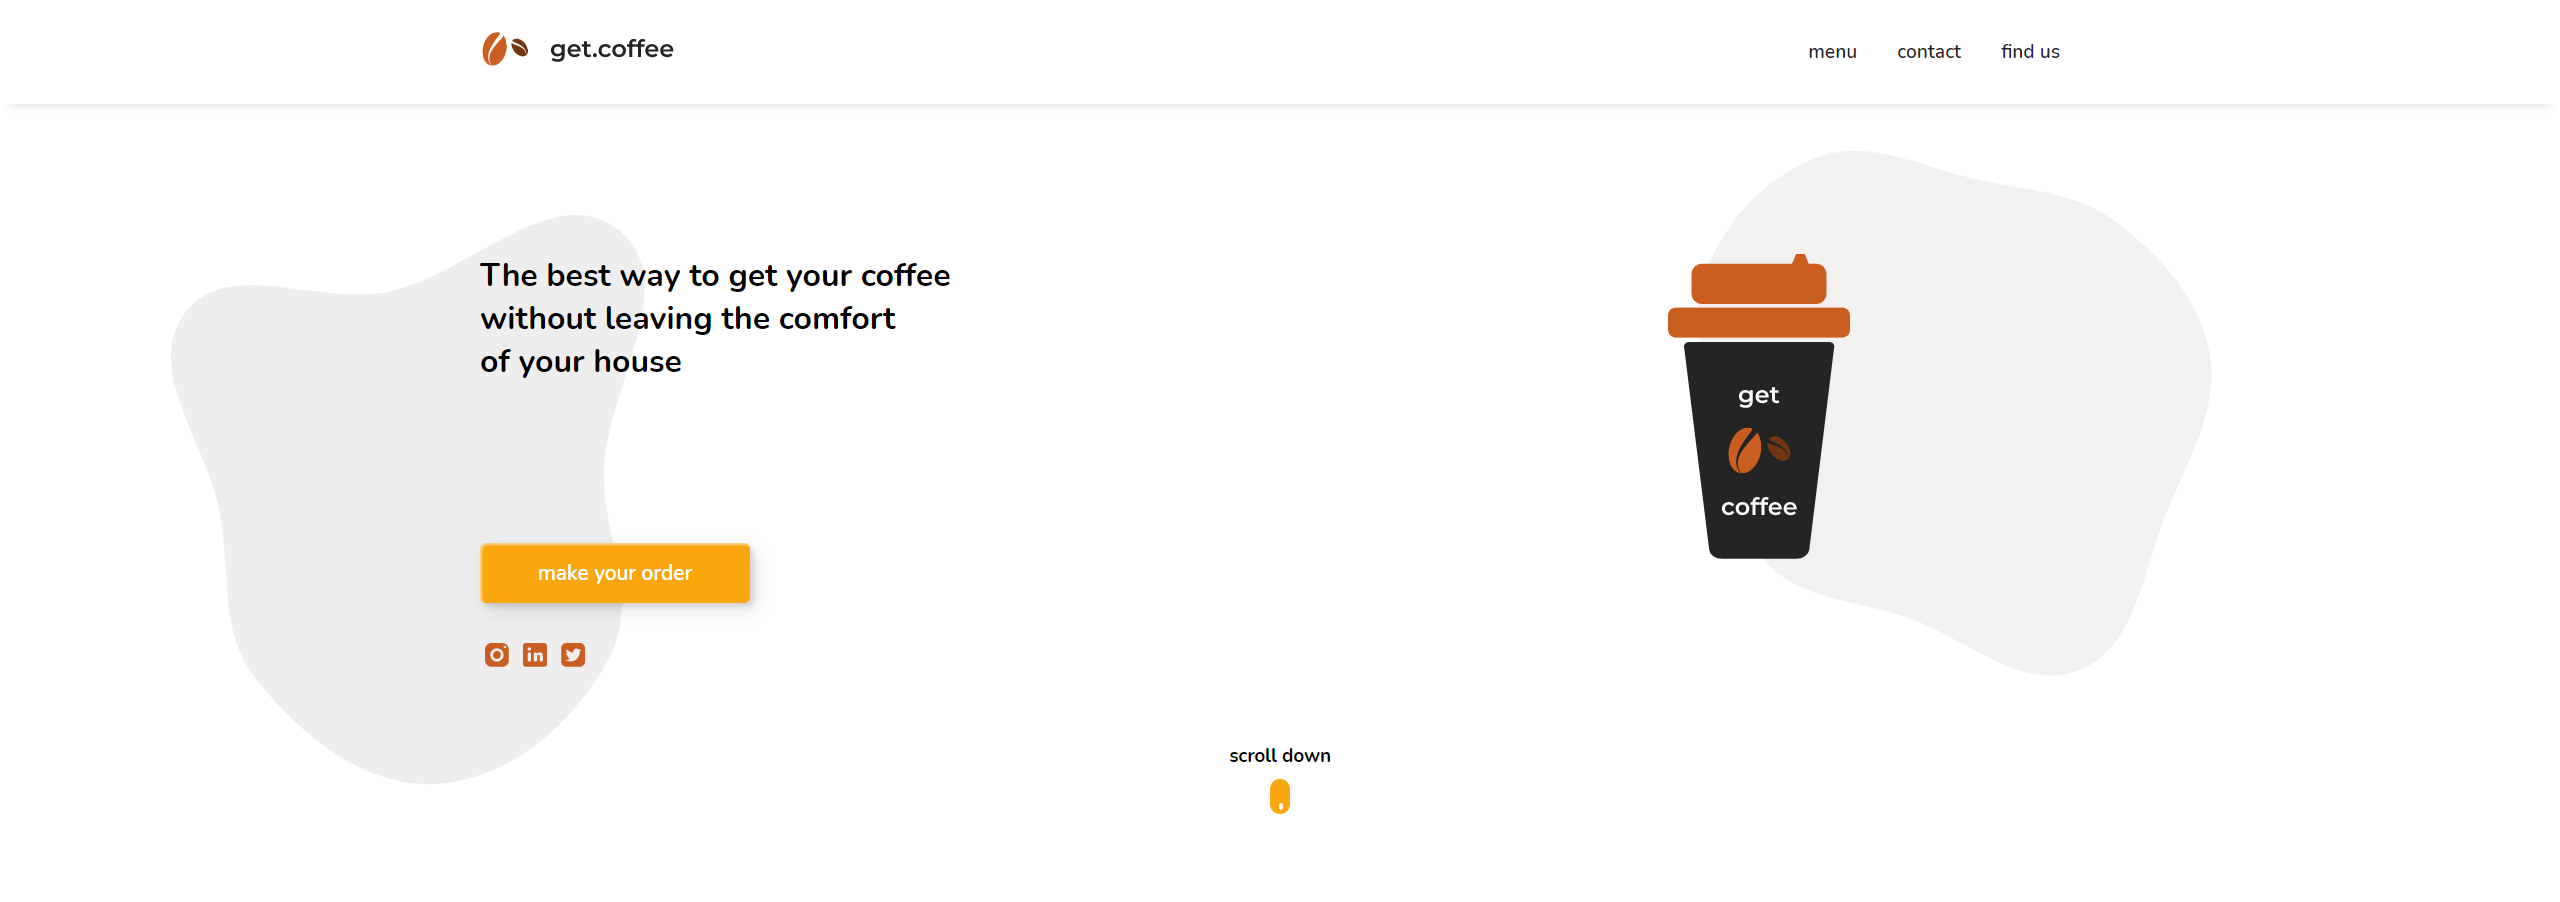 get.coffee
menu
contact
find us
The best way to get your coffee
without leaving the comfort
of your house
get
coffee
make your order
in
scroll down